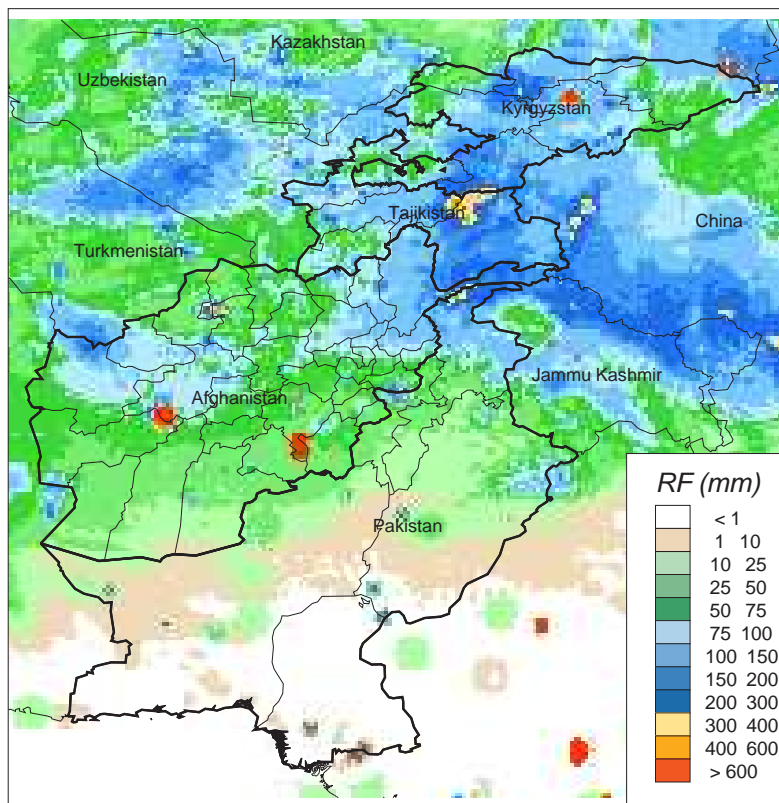 Kazakhstan
Uzbekistan
Kyrgyzstan
Tajikistan
China
Turkmenistan
Jammu Kashmir
Afghanistan
Pakistan
RF (mm)
< 1
1 10
10 25
25 50
50 75
75 100
100 150
150 200
200 300
300 400
400 600
> 600